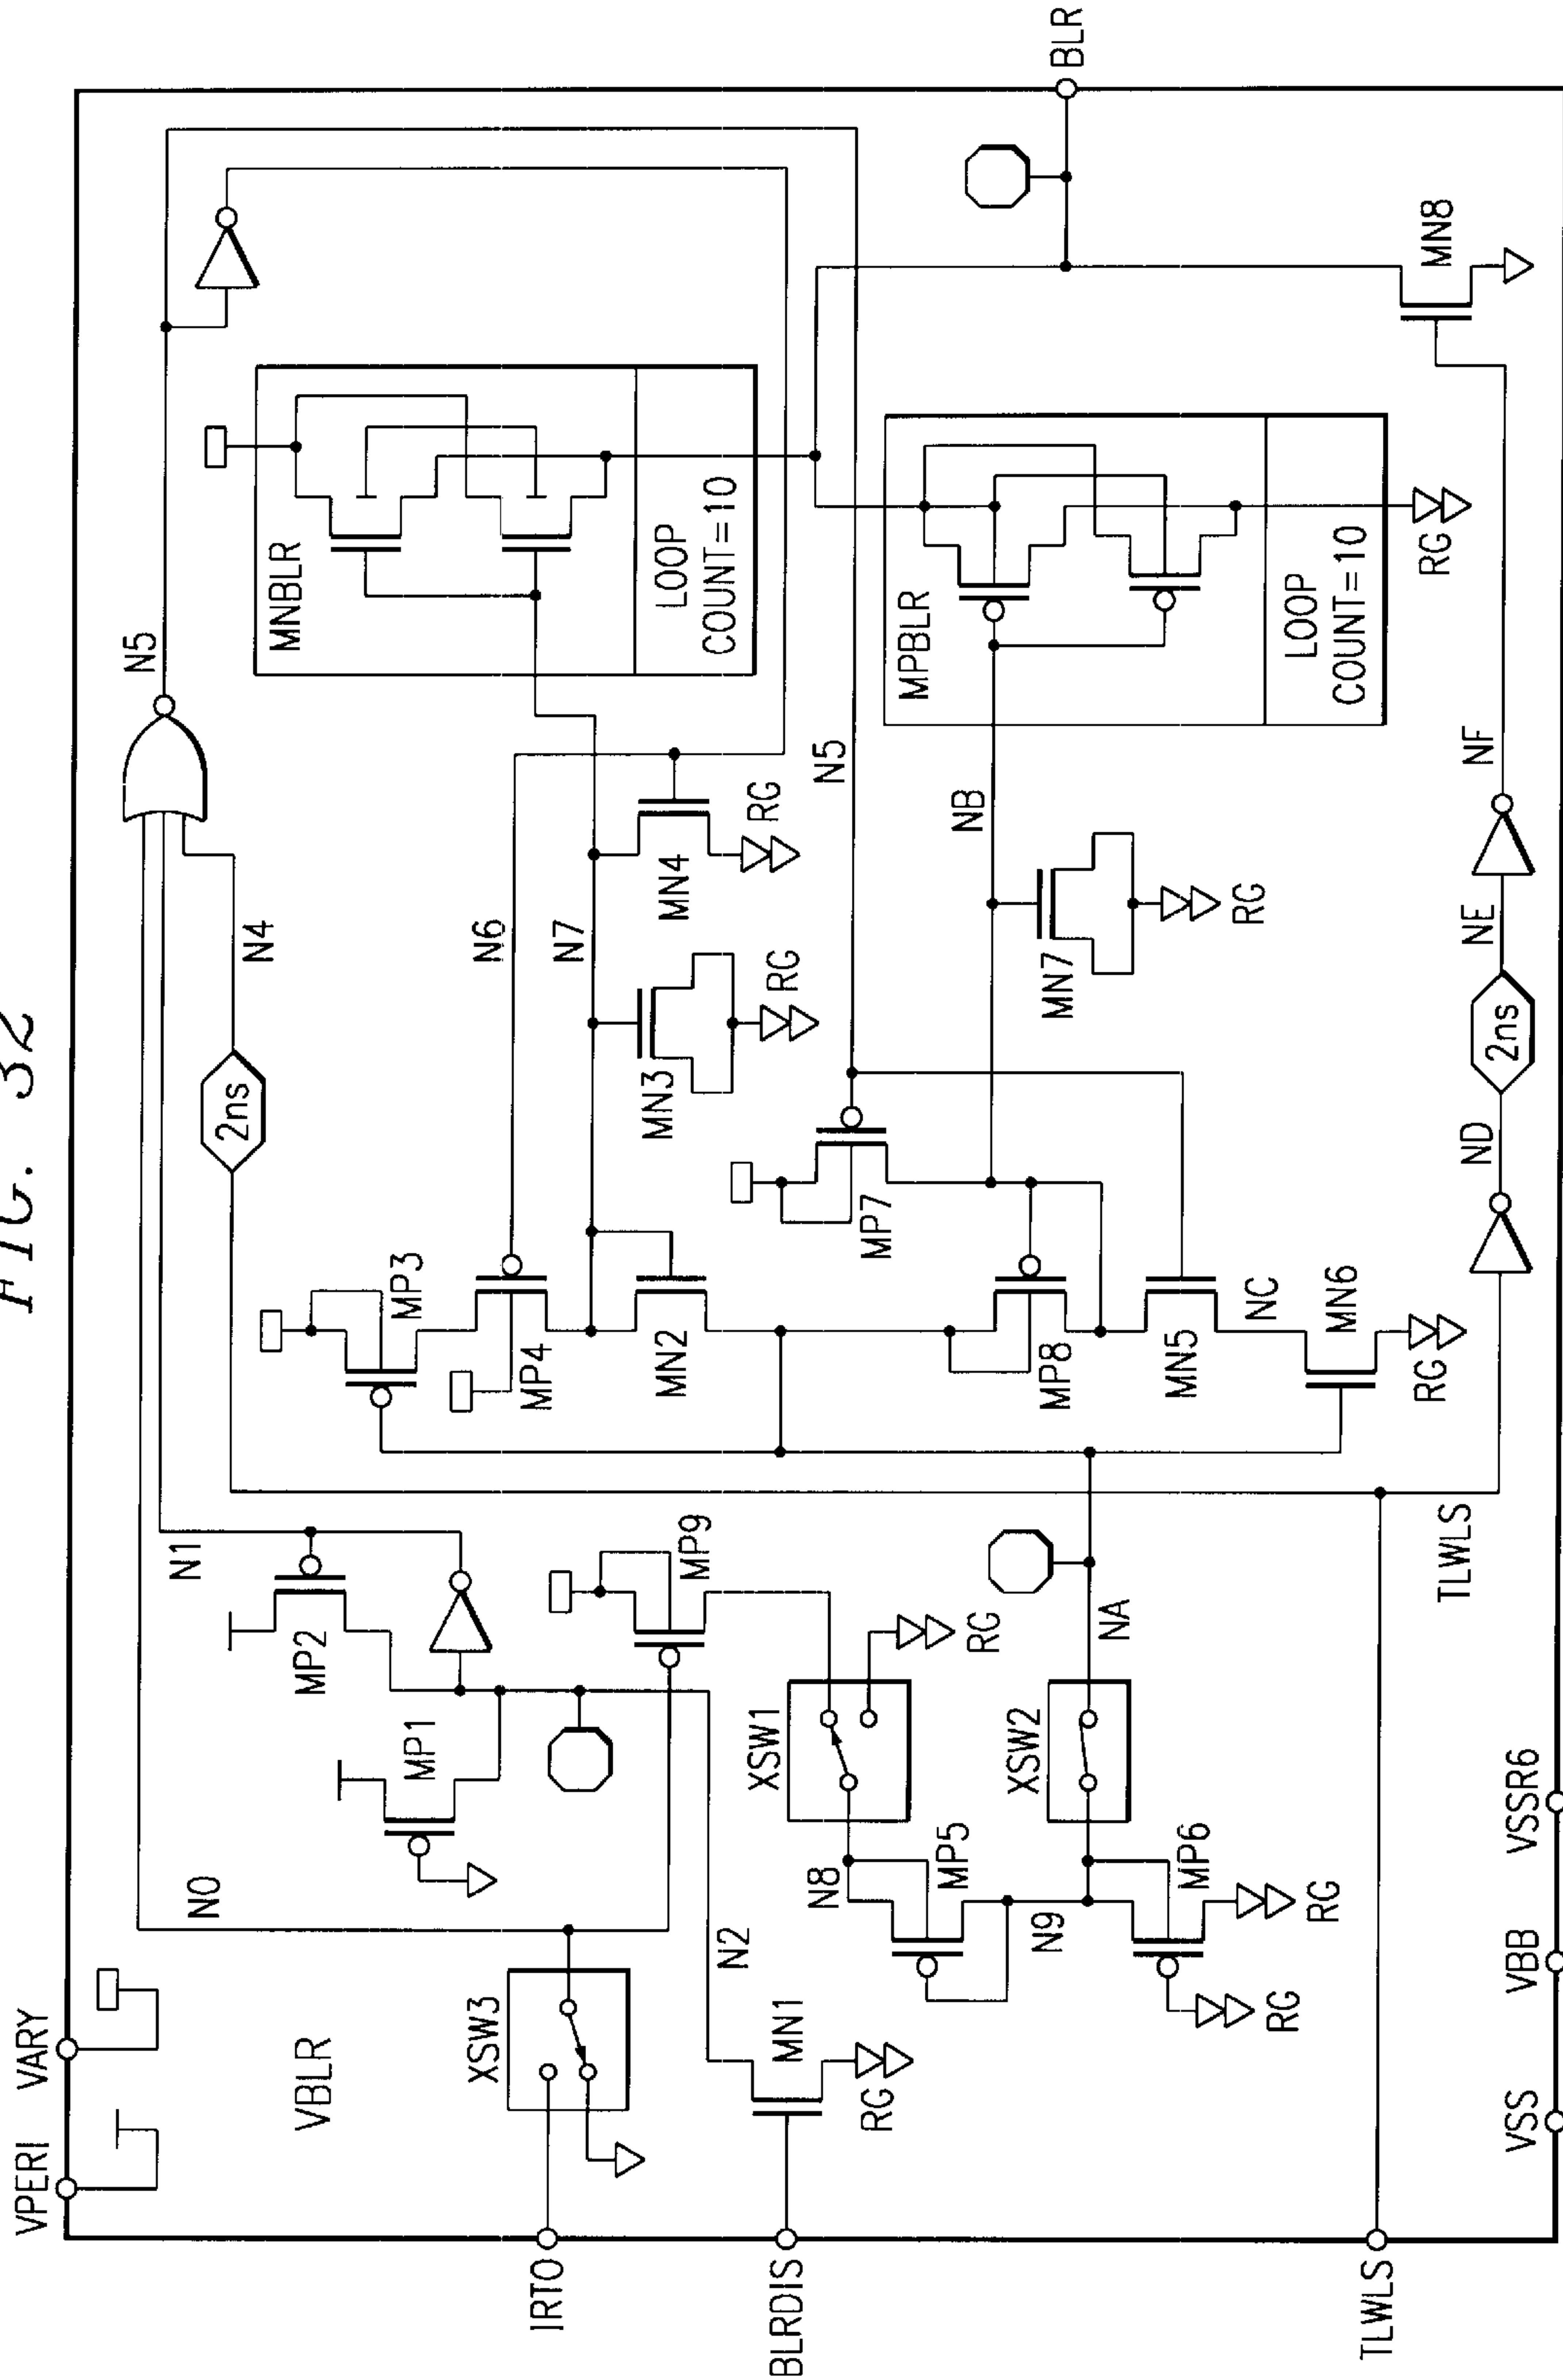 FIG. 32
VPERI
VARY
VBLR
IRTO
BLRDIS
TLWLS
VSS
VBB
VSSR6
BLR
N0
N1
N2
N4
N5
N6
N7
N8
N9
NA
NB
NC
ND
NE
NF
N5
XSW3
XSW1
XSW2
MP1
MP2
MP9
MP5
MP6
MP3
MP4
MN2
MP8
MN5
MN6
MP7
MN3
MN4
MN7
MN1
MN8
RG
RG
RG
RG
RG
RG
RG
RG
RG
2ns
2ns
TLWLS
MNBLR
LOOP
COUNT=10
MPBLR
LOOP
COUNT=10